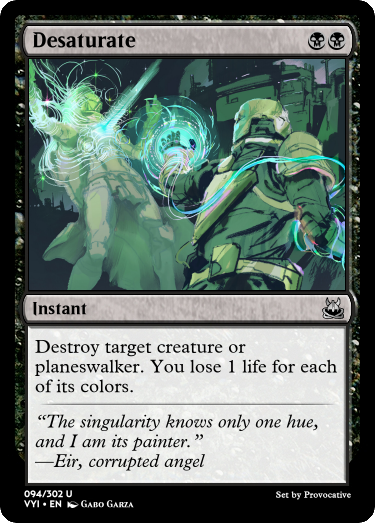 Desaturate
Instant
Destroy target creature or
planeswalker. You lose 1 life for each
of its colors.
“The singularity knows only one hue,
and I am its painter.”
—Eir, corrupted angel
094/302 U
VYI • EN Gabo Garza
Set by Provocative